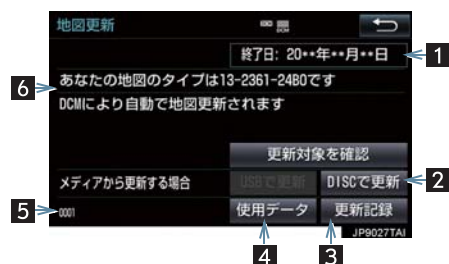 地図更新
終了日: 20••年••月••日
1
あなたの地図のタイプは13-2361-24B0です
6
DCMにより自動で地図更新されます
更新対象を確認
メディアから更新する場合
USBで更新
DISCで更新
2
5
0001
使用データ
更新記録
JP9027TAI
4
3